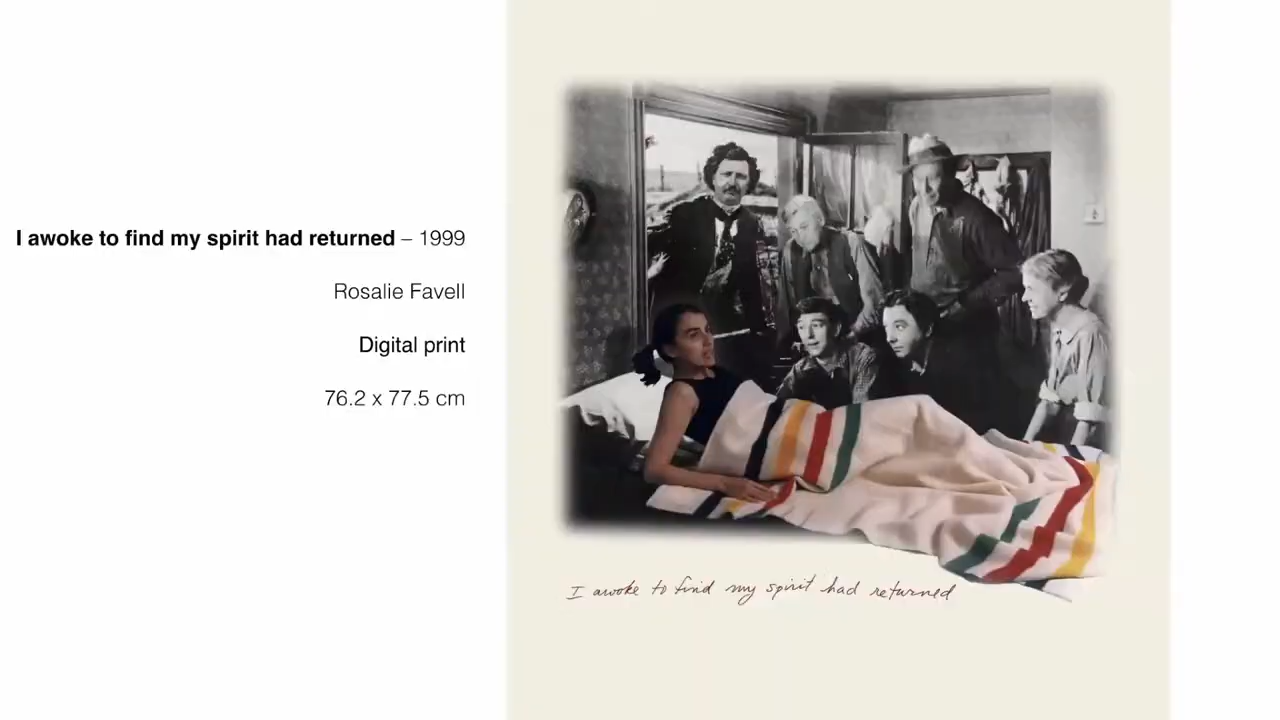 I awoke to find my spirit had returned – 1999
Rosalie Favell
Digital print
76.2 x 77.5 cm
I awoke to find my spirit had returned